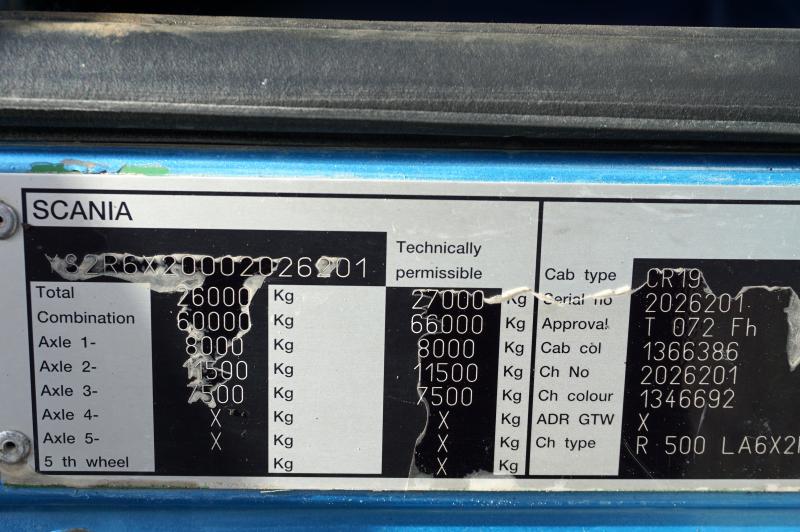 SCANIA
YS2R6X20002026201
Technically
permissible
Total 26000 Kg 27000 Kg
Combination 60000 Kg 66000 Kg
Axle 1- 8000 Kg 8000 Kg
Axle 2- 11500 Kg 11500 Kg
Axle 3- 7500 Kg 7500 Kg
Axle 4- X Kg X Kg
Axle 5- X Kg X Kg
5 th wheel Kg X Kg
Cab type CR19
Serial no 2026201
Approval T 072 Fh
Cab col 1366386
Ch No 2026201
Ch colour 1346692
ADR GTW X
Ch type R 500 LA6X2